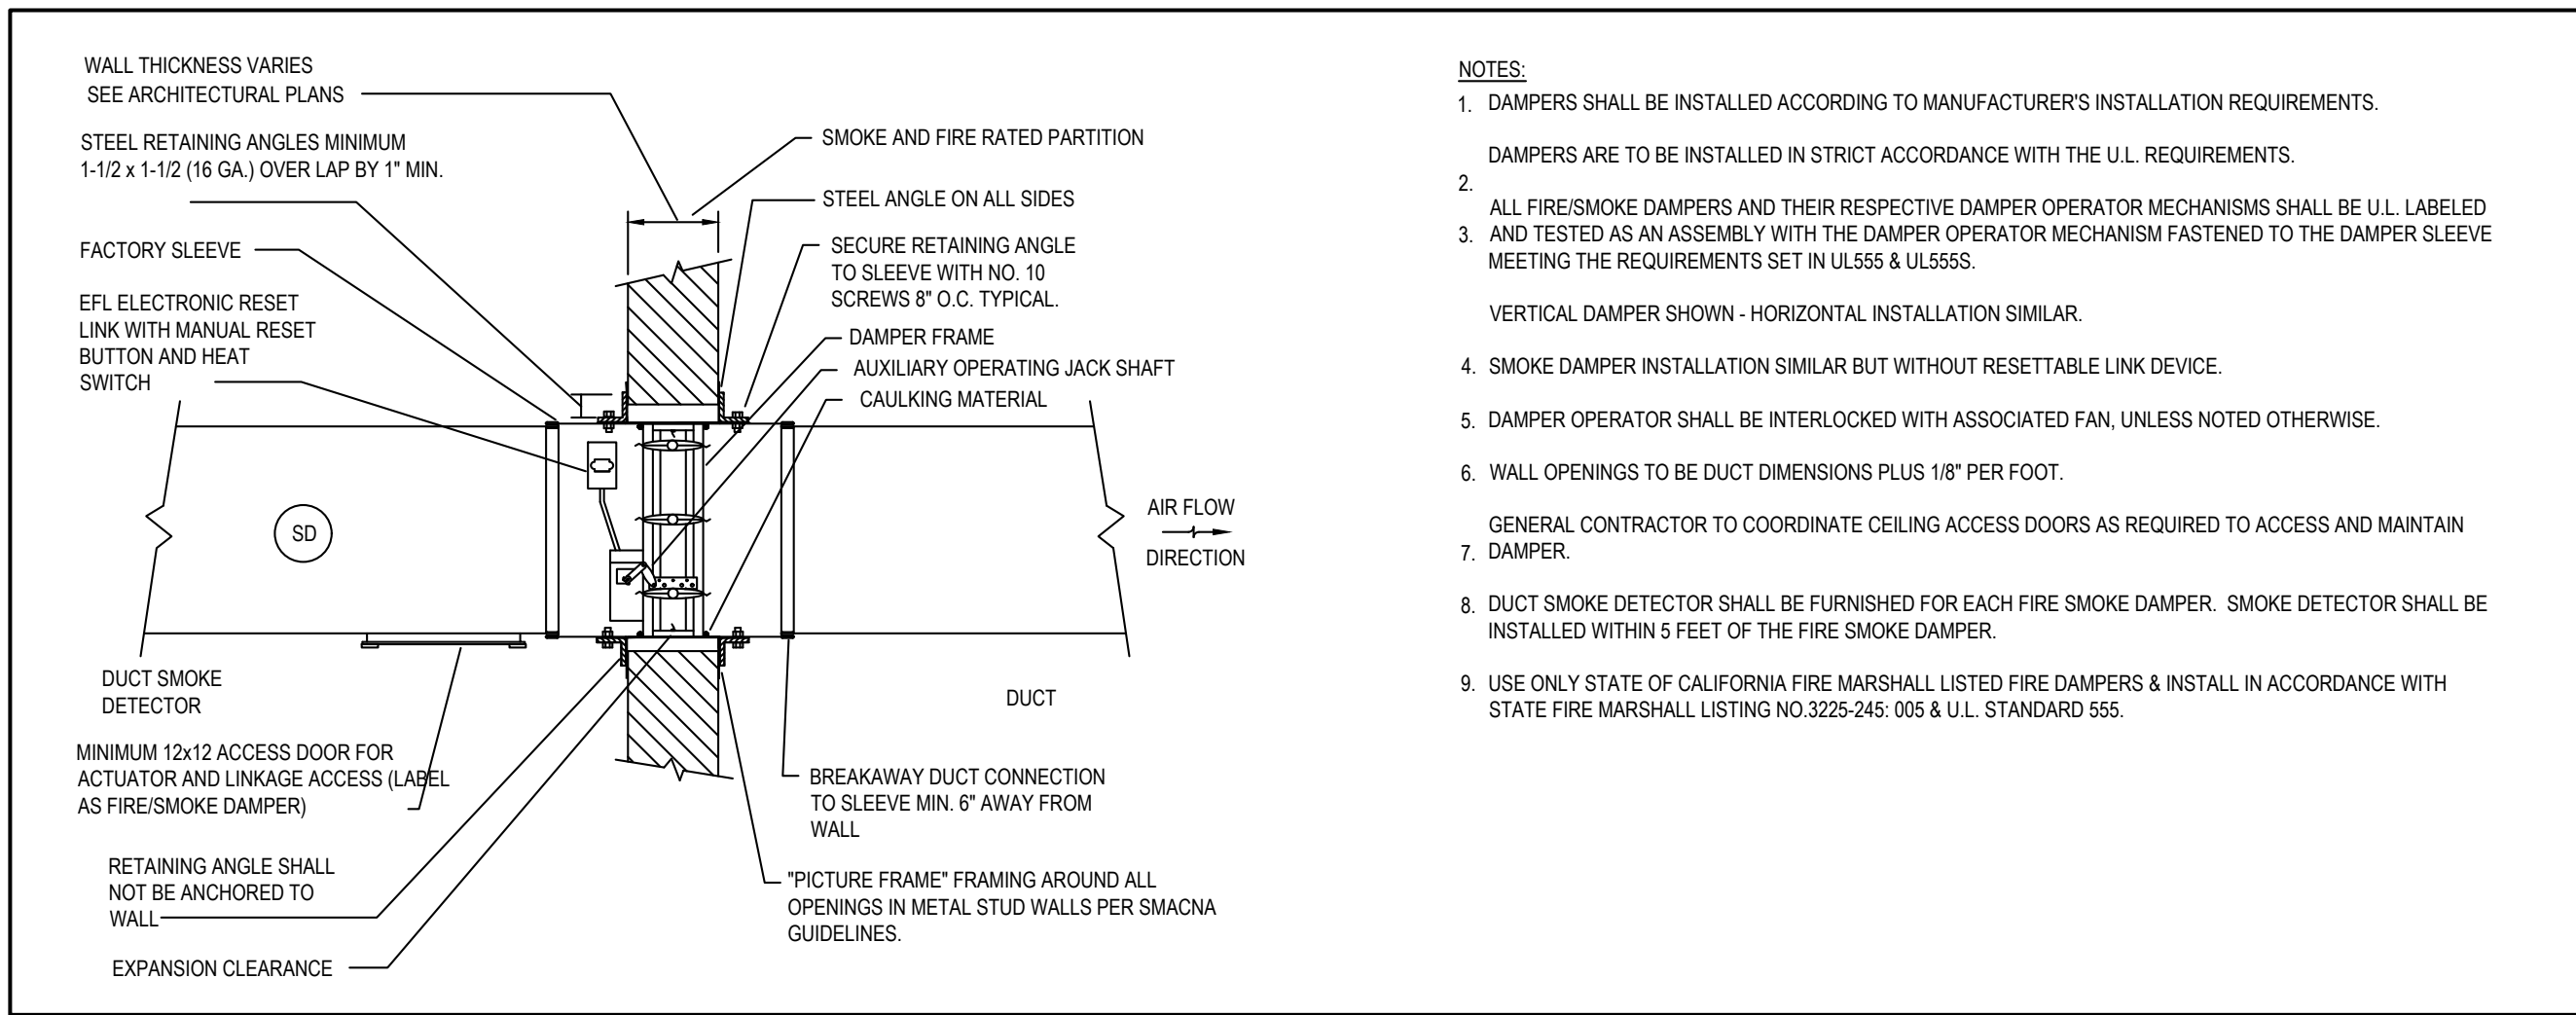 WALL THICKNESS VARIES
SEE ARCHITECTURAL PLANS
STEEL RETAINING ANGLES MINIMUM
1-1/2 x 1-1/2 (16 GA.) OVER LAP BY 1" MIN.
FACTORY SLEEVE
EFL ELECTRONIC RESET
LINK WITH MANUAL RESET
BUTTON AND HEAT
SWITCH
SMOKE AND FIRE RATED PARTITION
STEEL ANGLE ON ALL SIDES
SECURE RETAINING ANGLE
TO SLEEVE WITH NO. 10
SCREWS 8" O.C. TYPICAL.
DAMPER FRAME
AUXILIARY OPERATING JACK SHAFT
CAULKING MATERIAL
SD
AIR FLOW
DIRECTION
DUCT SMOKE
DETECTOR
DUCT
MINIMUM 12x12 ACCESS DOOR FOR
ACTUATOR AND LINKAGE ACCESS (LABEL
AS FIRE/SMOKE DAMPER)
RETAINING ANGLE SHALL
NOT BE ANCHORED TO
WALL
EXPANSION CLEARANCE
BREAKAWAY DUCT CONNECTION
TO SLEEVE MIN. 6" AWAY FROM
WALL
"PICTURE FRAME" FRAMING AROUND ALL
OPENINGS IN METAL STUD WALLS PER SMACNA
GUIDELINES.
NOTES:
1. DAMPERS SHALL BE INSTALLED ACCORDING TO MANUFACTURER'S INSTALLATION REQUIREMENTS.
DAMPERS ARE TO BE INSTALLED IN STRICT ACCORDANCE WITH THE U.L. REQUIREMENTS.
2.
ALL FIRE/SMOKE DAMPERS AND THEIR RESPECTIVE DAMPER OPERATOR MECHANISMS SHALL BE U.L. LABELED
3. AND TESTED AS AN ASSEMBLY WITH THE DAMPER OPERATOR MECHANISM FASTENED TO THE DAMPER SLEEVE
MEETING THE REQUIREMENTS SET IN UL555 & UL555S.
VERTICAL DAMPER SHOWN - HORIZONTAL INSTALLATION SIMILAR.
4. SMOKE DAMPER INSTALLATION SIMILAR BUT WITHOUT RESETTABLE LINK DEVICE.
5. DAMPER OPERATOR SHALL BE INTERLOCKED WITH ASSOCIATED FAN, UNLESS NOTED OTHERWISE.
6. WALL OPENINGS TO BE DUCT DIMENSIONS PLUS 1/8" PER FOOT.
GENERAL CONTRACTOR TO COORDINATE CEILING ACCESS DOORS AS REQUIRED TO ACCESS AND MAINTAIN
7. DAMPER.
8. DUCT SMOKE DETECTOR SHALL BE FURNISHED FOR EACH FIRE SMOKE DAMPER. SMOKE DETECTOR SHALL BE
INSTALLED WITHIN 5 FEET OF THE FIRE SMOKE DAMPER.
9. USE ONLY STATE OF CALIFORNIA FIRE MARSHALL LISTED FIRE DAMPERS & INSTALL IN ACCORDANCE WITH
STATE FIRE MARSHALL LISTING NO.3225-245: 005 & U.L. STANDARD 555.